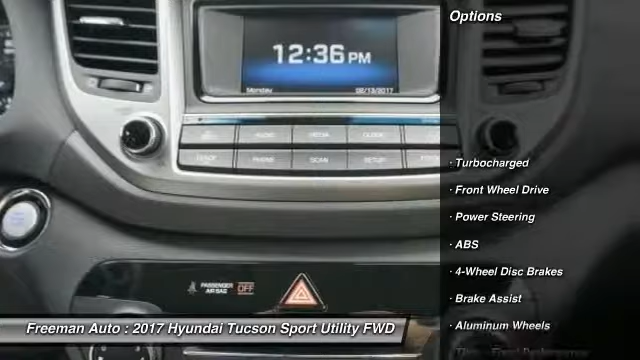 Options
12:36 PM
Monday
02/13/2017
AUDIO MEDIA CLOCK
PHONE SCAN SETUP
PASSENGER
AIR BAG OFF
· Turbocharged
· Front Wheel Drive
· Power Steering
· ABS
· 4-Wheel Disc Brakes
· Brake Assist
· Aluminum Wheels
Freeman Auto : 2017 Hyundai Tucson Sport Utility FWD